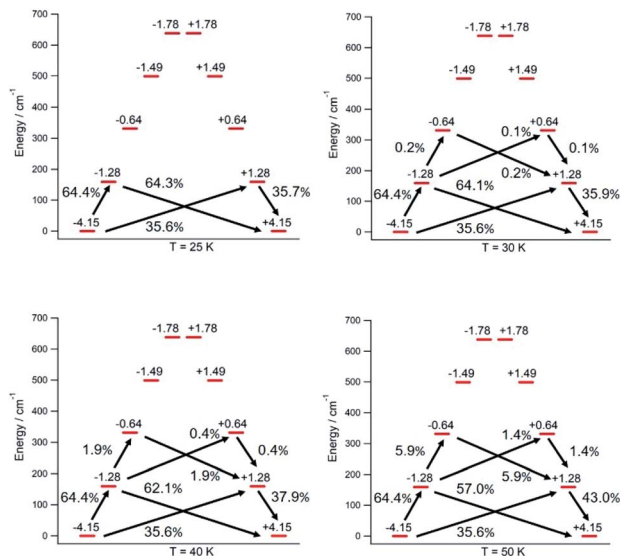 700
600
500
400
300
200
100
0
Energy / cm⁻¹
-1.78 +1.78
-1.49 +1.49
-0.64 +0.64
-1.28 +1.28
64.4% 64.3% 35.7%
-4.15 +4.15
35.6%
T = 25 K
700
600
500
400
300
200
100
0
Energy / cm⁻¹
-1.78 +1.78
-1.49 +1.49
-0.64 +0.64
0.2% 0.1% 0.1%
-1.28 0.2% +1.28
64.4% 64.1% 35.9%
-4.15 +4.15
35.6%
T = 30 K
700
600
500
400
300
200
100
0
Energy / cm⁻¹
-1.78 +1.78
-1.49 +1.49
-0.64 +0.64
1.9% 0.4% 0.4%
-1.28 1.9% +1.28
64.4% 62.1% 37.9%
-4.15 +4.15
35.6%
T = 40 K
700
600
500
400
300
200
100
0
Energy / cm⁻¹
-1.78 +1.78
-1.49 +1.49
-0.64 +0.64
5.9% 1.4% 1.4%
-1.28 5.9% +1.28
64.4% 57.0% 43.0%
-4.15 +4.15
35.6%
T = 50 K